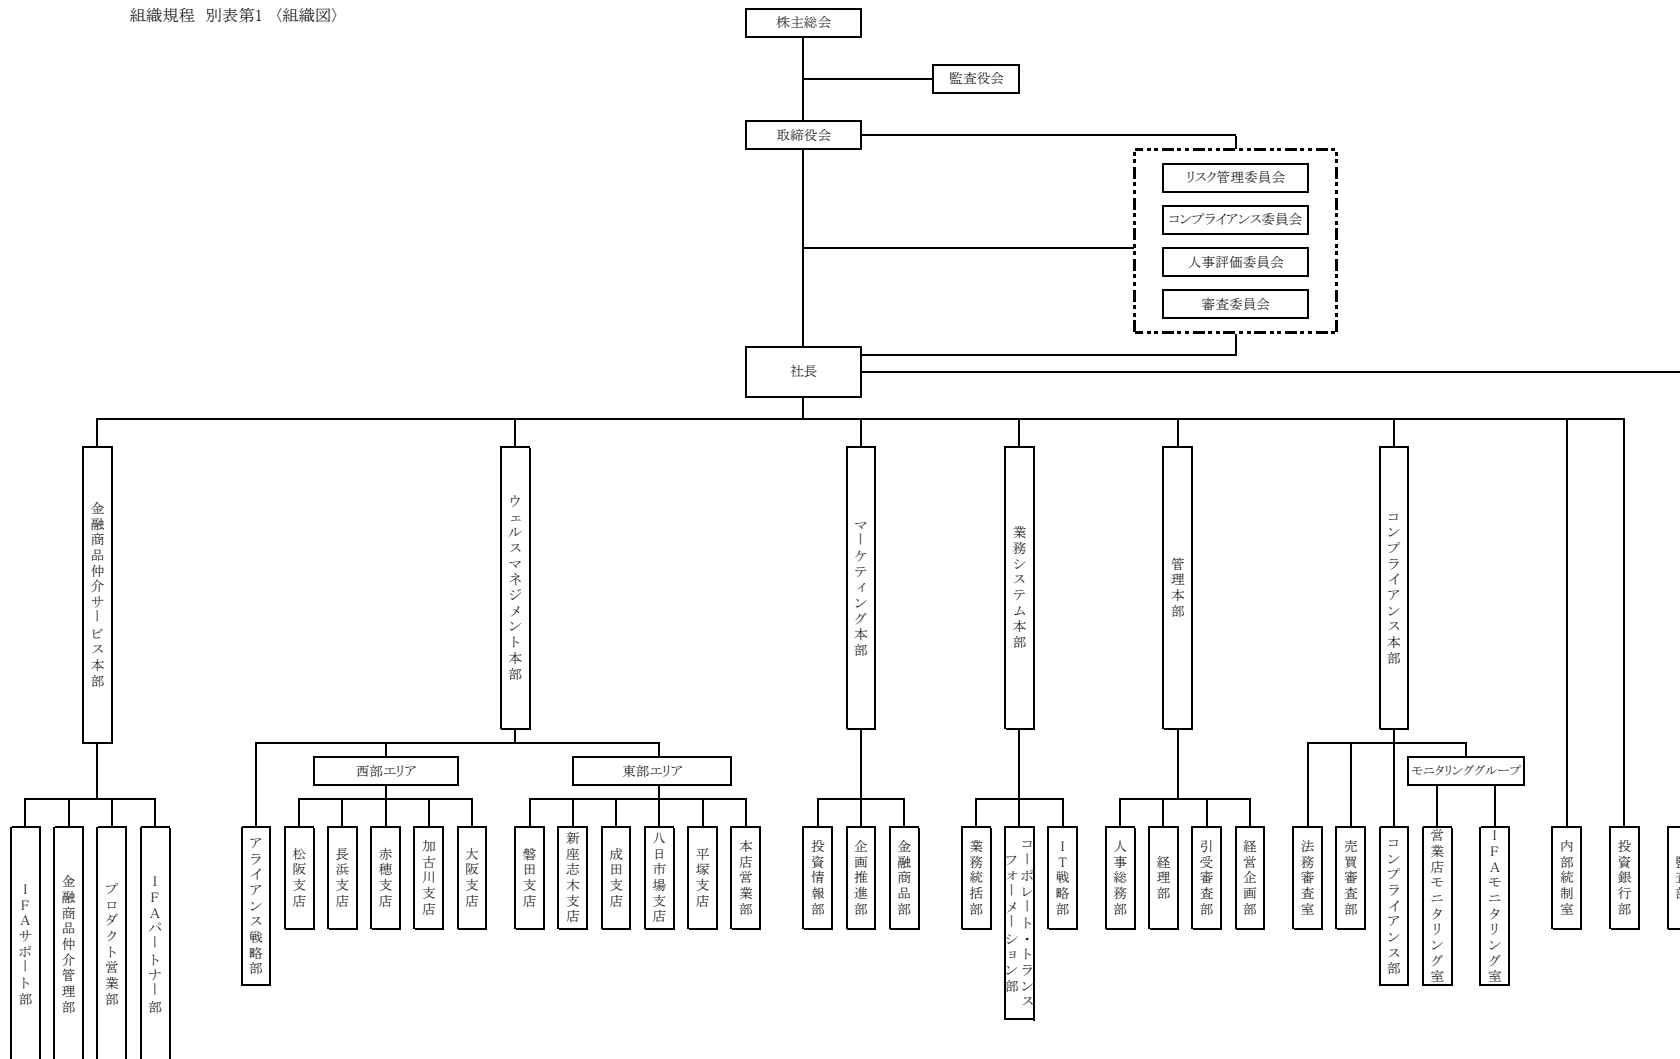 組織規程 別表第1 〈組織図〉
株主総会
監査役会
取締役会
リスク管理委員会
コンプライアンス委員会
人事評価委員会
審査委員会
社長
金融商品仲介サービス本部
ウェルスマネジメント本部
マーケティング本部
業務システム本部
管理本部
コンプライアンス本部
西部エリア
東部エリア
モニタリンググループ
IFAサポート部
金融商品仲介管理部
プロダクト営業部
IFAパートナー部
アライアンス戦略部
松阪支店
長浜支店
赤穂支店
加古川支店
大阪支店
磐田支店
新座志木支店
成田支店
八日市場支店
平塚支店
本店営業部
投資情報部
企画推進部
金融商品部
業務統括部
コーポレート・トランス
フォーメーション部
IT戦略部
人事総務部
経理部
引受審査部
経営企画部
法務審査室
売買審査部
コンプライアンス部
営業店モニタリング室
IFAモニタリング室
内部統制室
投資銀行部